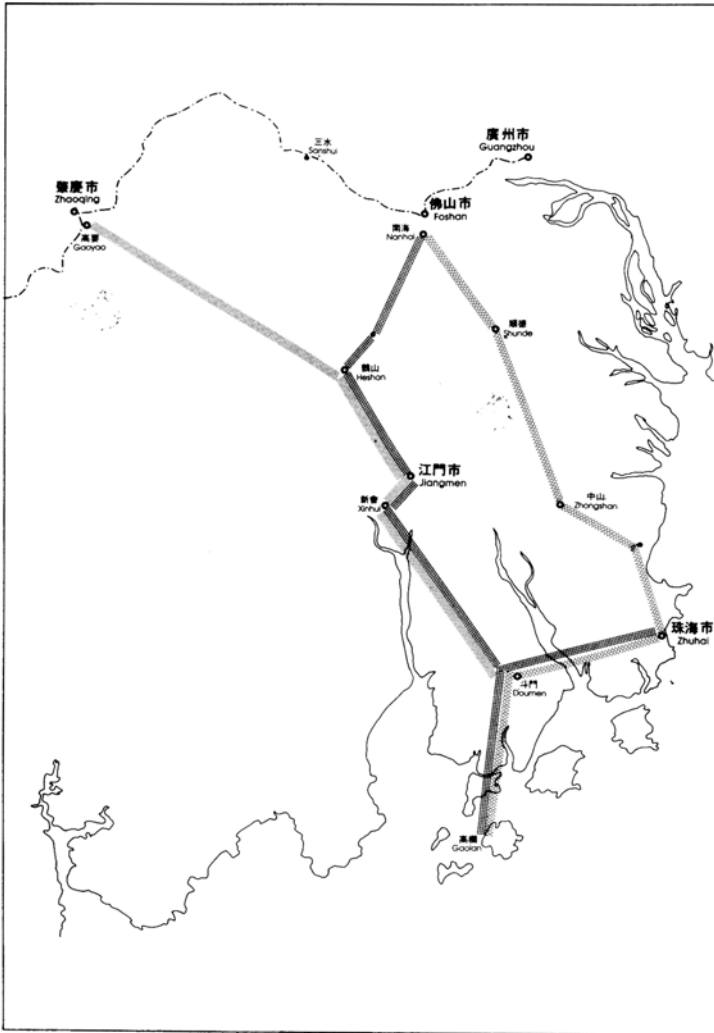 三水
Sanshui
廣州市
Guangzhou
肇慶市
Zhaoqing
佛山市
Foshan
高要
Gaoyao
南海
Nanhai
順德
Shunde
鶴山
Heshan
江門市
Jiangmen
新會
Xinhui
中山
Zhongshan
珠海市
Zhuhai
斗門
Doumen
高欄
Gaolan